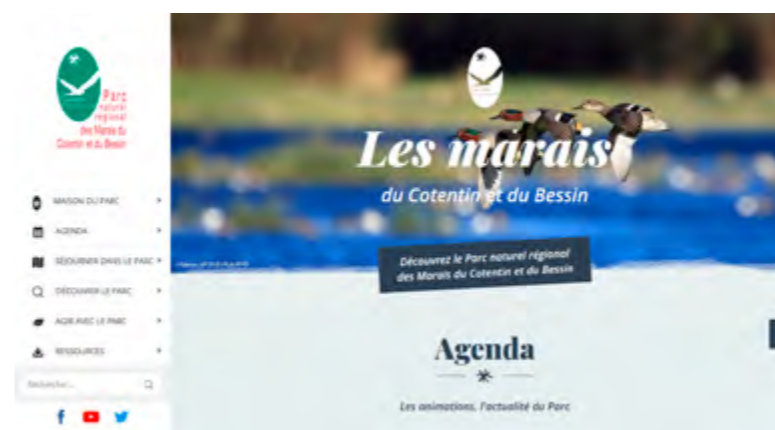 Parc
naturel
régional
des Marais du
Cotentin et du Bessin
MAISON DU PARC
AGENDA
SÉJOURNER DANS LE PARC
DÉCOUVRIR LE PARC
AGIR AVEC LE PARC
RESSOURCES
Rechercher...
Les marais
du Cotentin et du Bessin
Découvrez le Parc naturel régional
des Marais du Cotentin et du Bessin
Agenda
Les animations, l'actualité du Parc